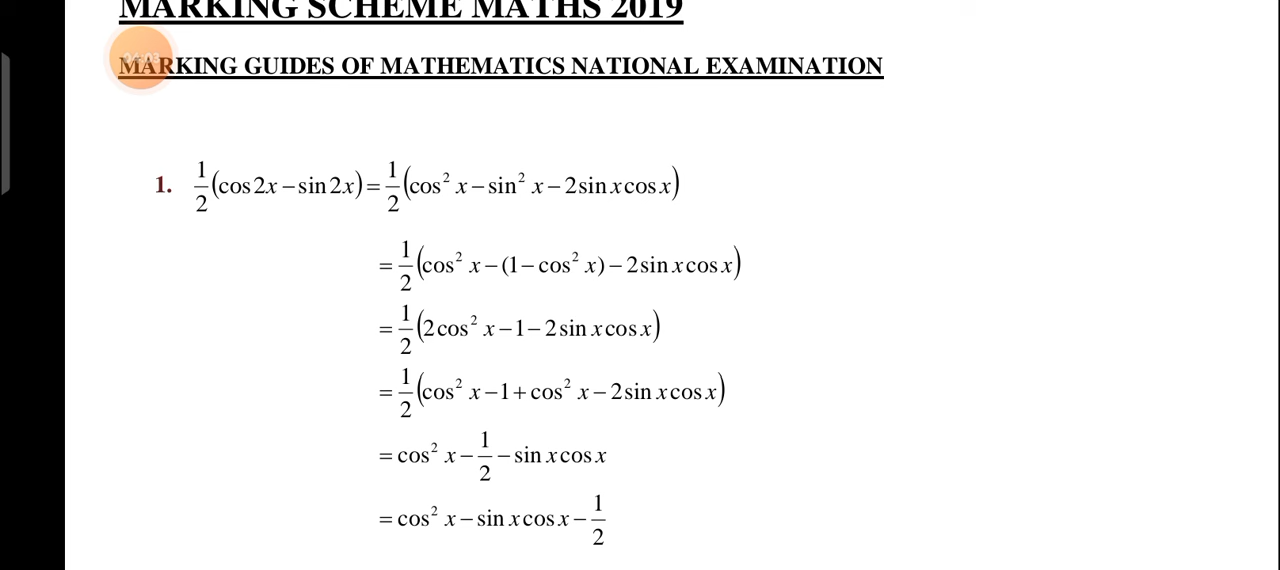 MARKING SCHEME MATHS 2019
04:03
MARKING GUIDES OF MATHEMATICS NATIONAL EXAMINATION
1. 1/2(cos 2x − sin 2x) = 1/2(cos² x − sin² x − 2 sin x cos x)
= 1/2(cos² x − (1 − cos² x) − 2 sin x cos x)
= 1/2(2 cos² x − 1 − 2 sin x cos x)
= 1/2(cos² x − 1 + cos² x − 2 sin x cos x)
= cos² x − 1/2 − sin x cos x
= cos² x − sin x cos x − 1/2